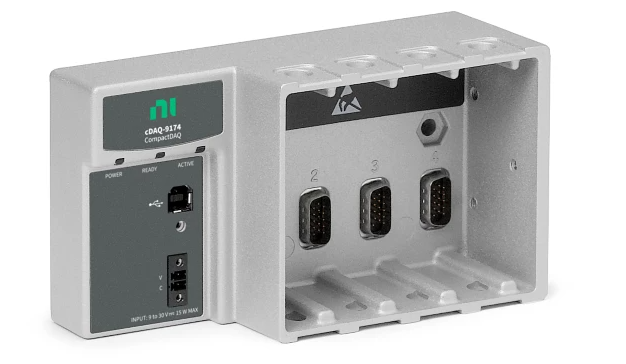 ni
cDAQ-9174
CompactDAQ
POWER
READY
ACTIVE
V
C
INPUT: 9 to 30 V⎓ 15 W MAX
2
3
4